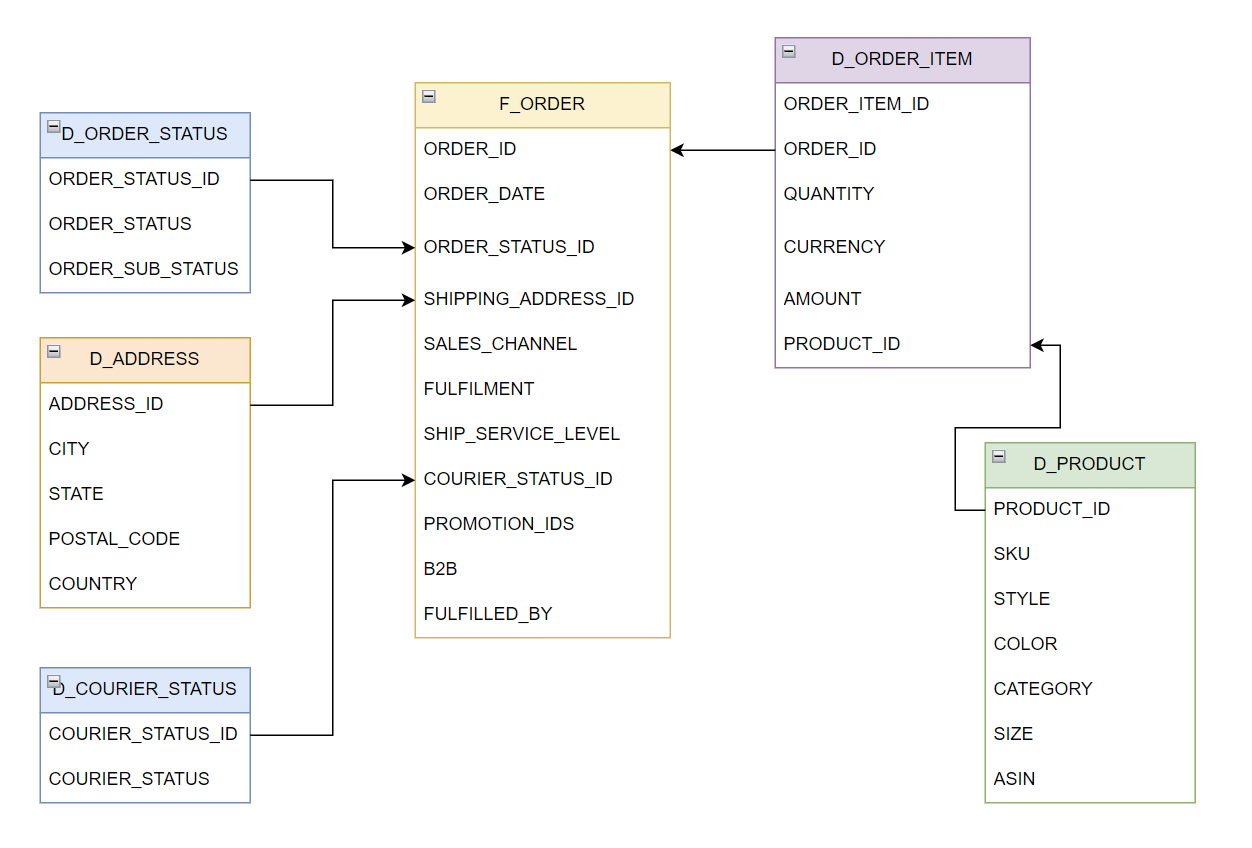 D_ORDER_STATUS
ORDER_STATUS_ID
ORDER_STATUS
ORDER_SUB_STATUS
D_ADDRESS
ADDRESS_ID
CITY
STATE
POSTAL_CODE
COUNTRY
D_COURIER_STATUS
COURIER_STATUS_ID
COURIER_STATUS
F_ORDER
ORDER_ID
ORDER_DATE
ORDER_STATUS_ID
SHIPPING_ADDRESS_ID
SALES_CHANNEL
FULFILMENT
SHIP_SERVICE_LEVEL
COURIER_STATUS_ID
PROMOTION_IDS
B2B
FULFILLED_BY
D_ORDER_ITEM
ORDER_ITEM_ID
ORDER_ID
QUANTITY
CURRENCY
AMOUNT
PRODUCT_ID
D_PRODUCT
PRODUCT_ID
SKU
STYLE
COLOR
CATEGORY
SIZE
ASIN